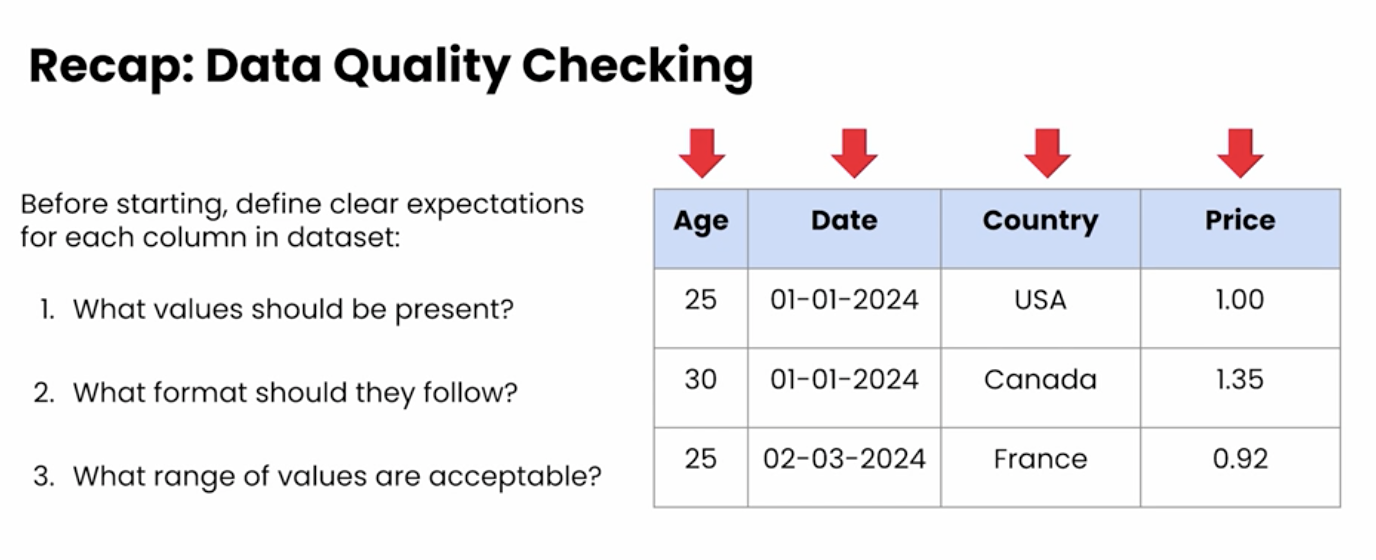 Recap: Data Quality Checking
Before starting, define clear expectations
for each column in dataset:
1. What values should be present?
2. What format should they follow?
3. What range of values are acceptable?
Age Date Country Price
25 01-01-2024 USA 1.00
30 01-01-2024 Canada 1.35
25 02-03-2024 France 0.92